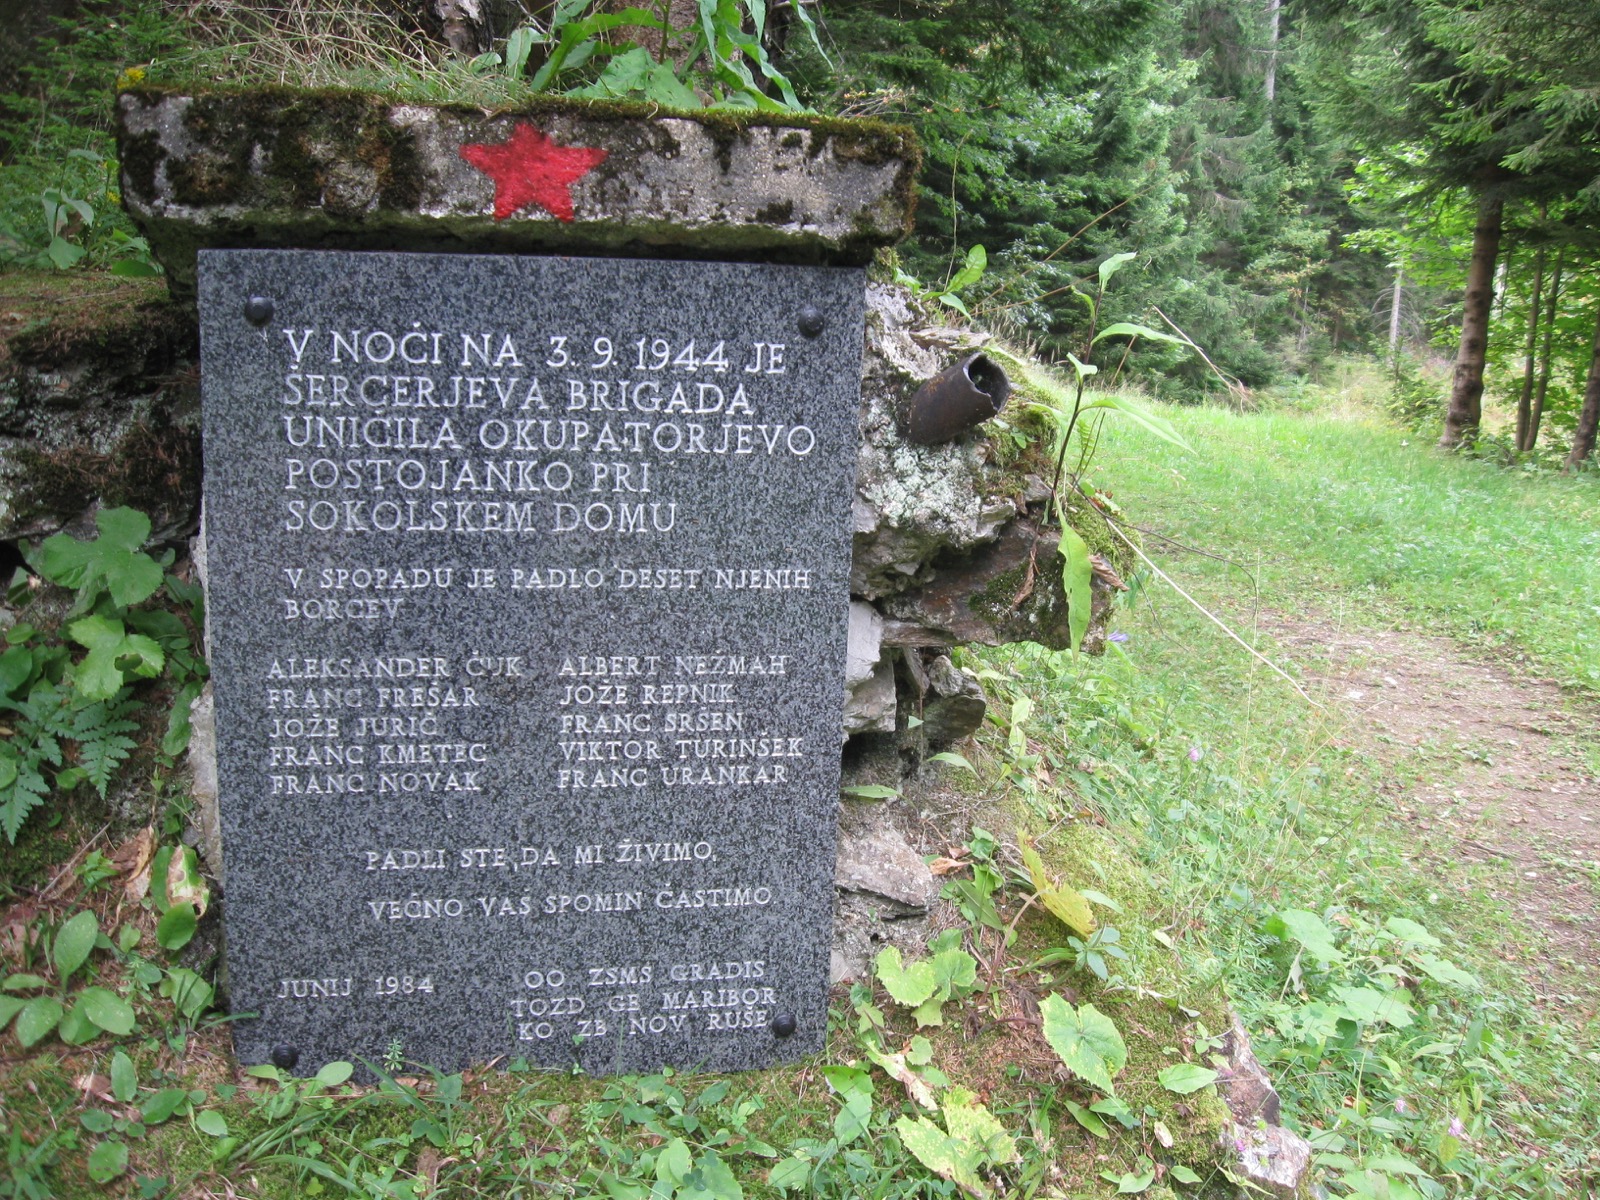 V NOČI NA 3. 9. 1944 JE
ŠERCERJEVA BRIGADA
UNIČILA OKUPATORJEVO
POSTOJANKO PRI
SOKOLSKEM DOMU
V SPOPADU JE PADLO DESET NJENIH
BORCEV
ALEKSANDER ČUK
FRANC FREŠAR
JOŽE JURIČ
FRANC KMETEC
FRANC NOVAK
ALBERT NEŽMAH
JOŽE REPNIK
FRANC SRŠEN
VIKTOR TURINŠEK
FRANC URANKAR
PADLI STE, DA MI ŽIVIMO,
VEČNO VAŠ SPOMIN ČASTIMO
JUNIJ 1984
OO ZSMS GRADIS
TOZD GE MARIBOR
KO ZB NOV RUŠE